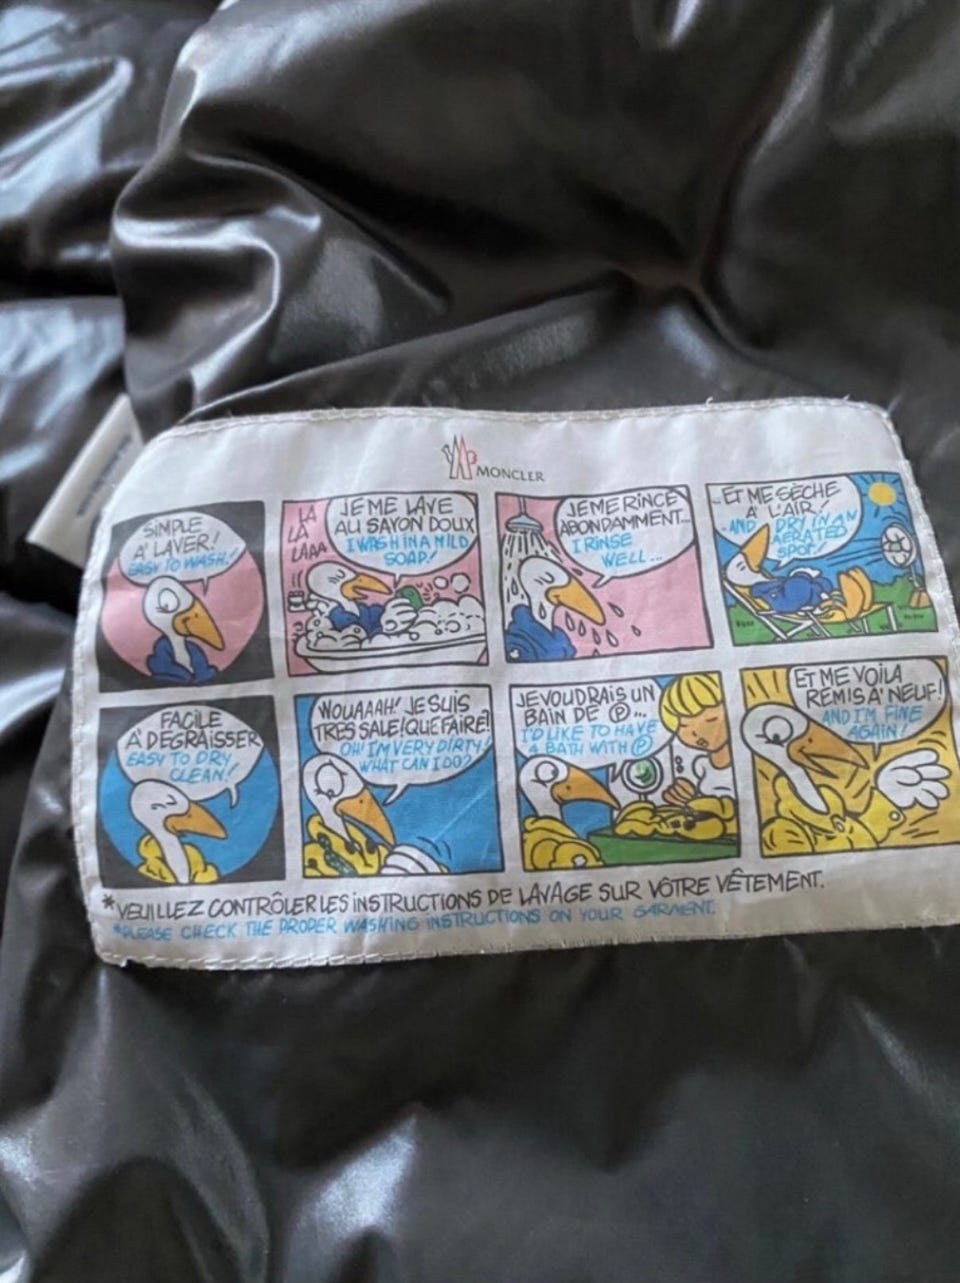 MONCLER
SIMPLE
A' LAVER!
EASY TO WASH!
LA
LA
LAAA
JE ME LAVE
AU SAVON DOUX
I WASH IN A MILD
SOAP!
JE ME RINCE
ABONDAMMENT...
I RINSE
WELL...
...ET ME SÈCHE
A' L'AIR!
...AND DRY IN AN
AERATED
SPOT!
FACILE
A' DEGRAISSER
EASY TO DRY
CLEAN!
WOUAAAH! JE SUIS
TRES SALE! QUE FAIRE?
OH! I'M VERY DIRTY!
WHAT CAN I DO?
JE VOUDRAIS UN
BAIN DE Ⓟ...
I'D LIKE TO HAVE
A BATH WITH Ⓟ
ET ME VOILA
REMIS A' NEUF!
AND I'M FINE
AGAIN!
*VEUILLEZ CONTRÔLER LES INSTRUCTIONS DE LAVAGE SUR VÔTRE VÊTEMENT.
*PLEASE CHECK THE PROPER WASHING INSTRUCTIONS ON YOUR GARMENT.